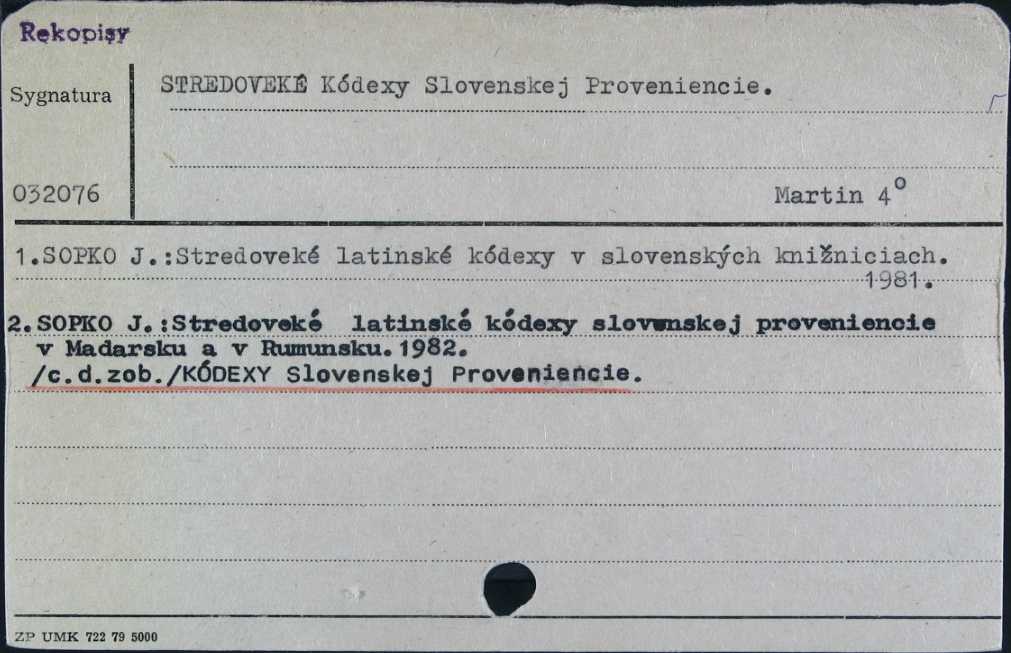 Rękopisy
Sygnatura
STREDOVEKÉ Kódexy Slovenskej Proveniencie.
032076
Martin 4°
1.SOPKO J.:Stredoveké latinské kódexy v slovenských knižniciach.
1981.
2.SOPKO J.:Stredoveké latinské kódexy slovenskej proveniencie
v Madarsku a v Rumunsku.1982.
/c.d.zob./KÓDEXY Slovenskej Proveniencie.
ZP UMK 722 79 5000